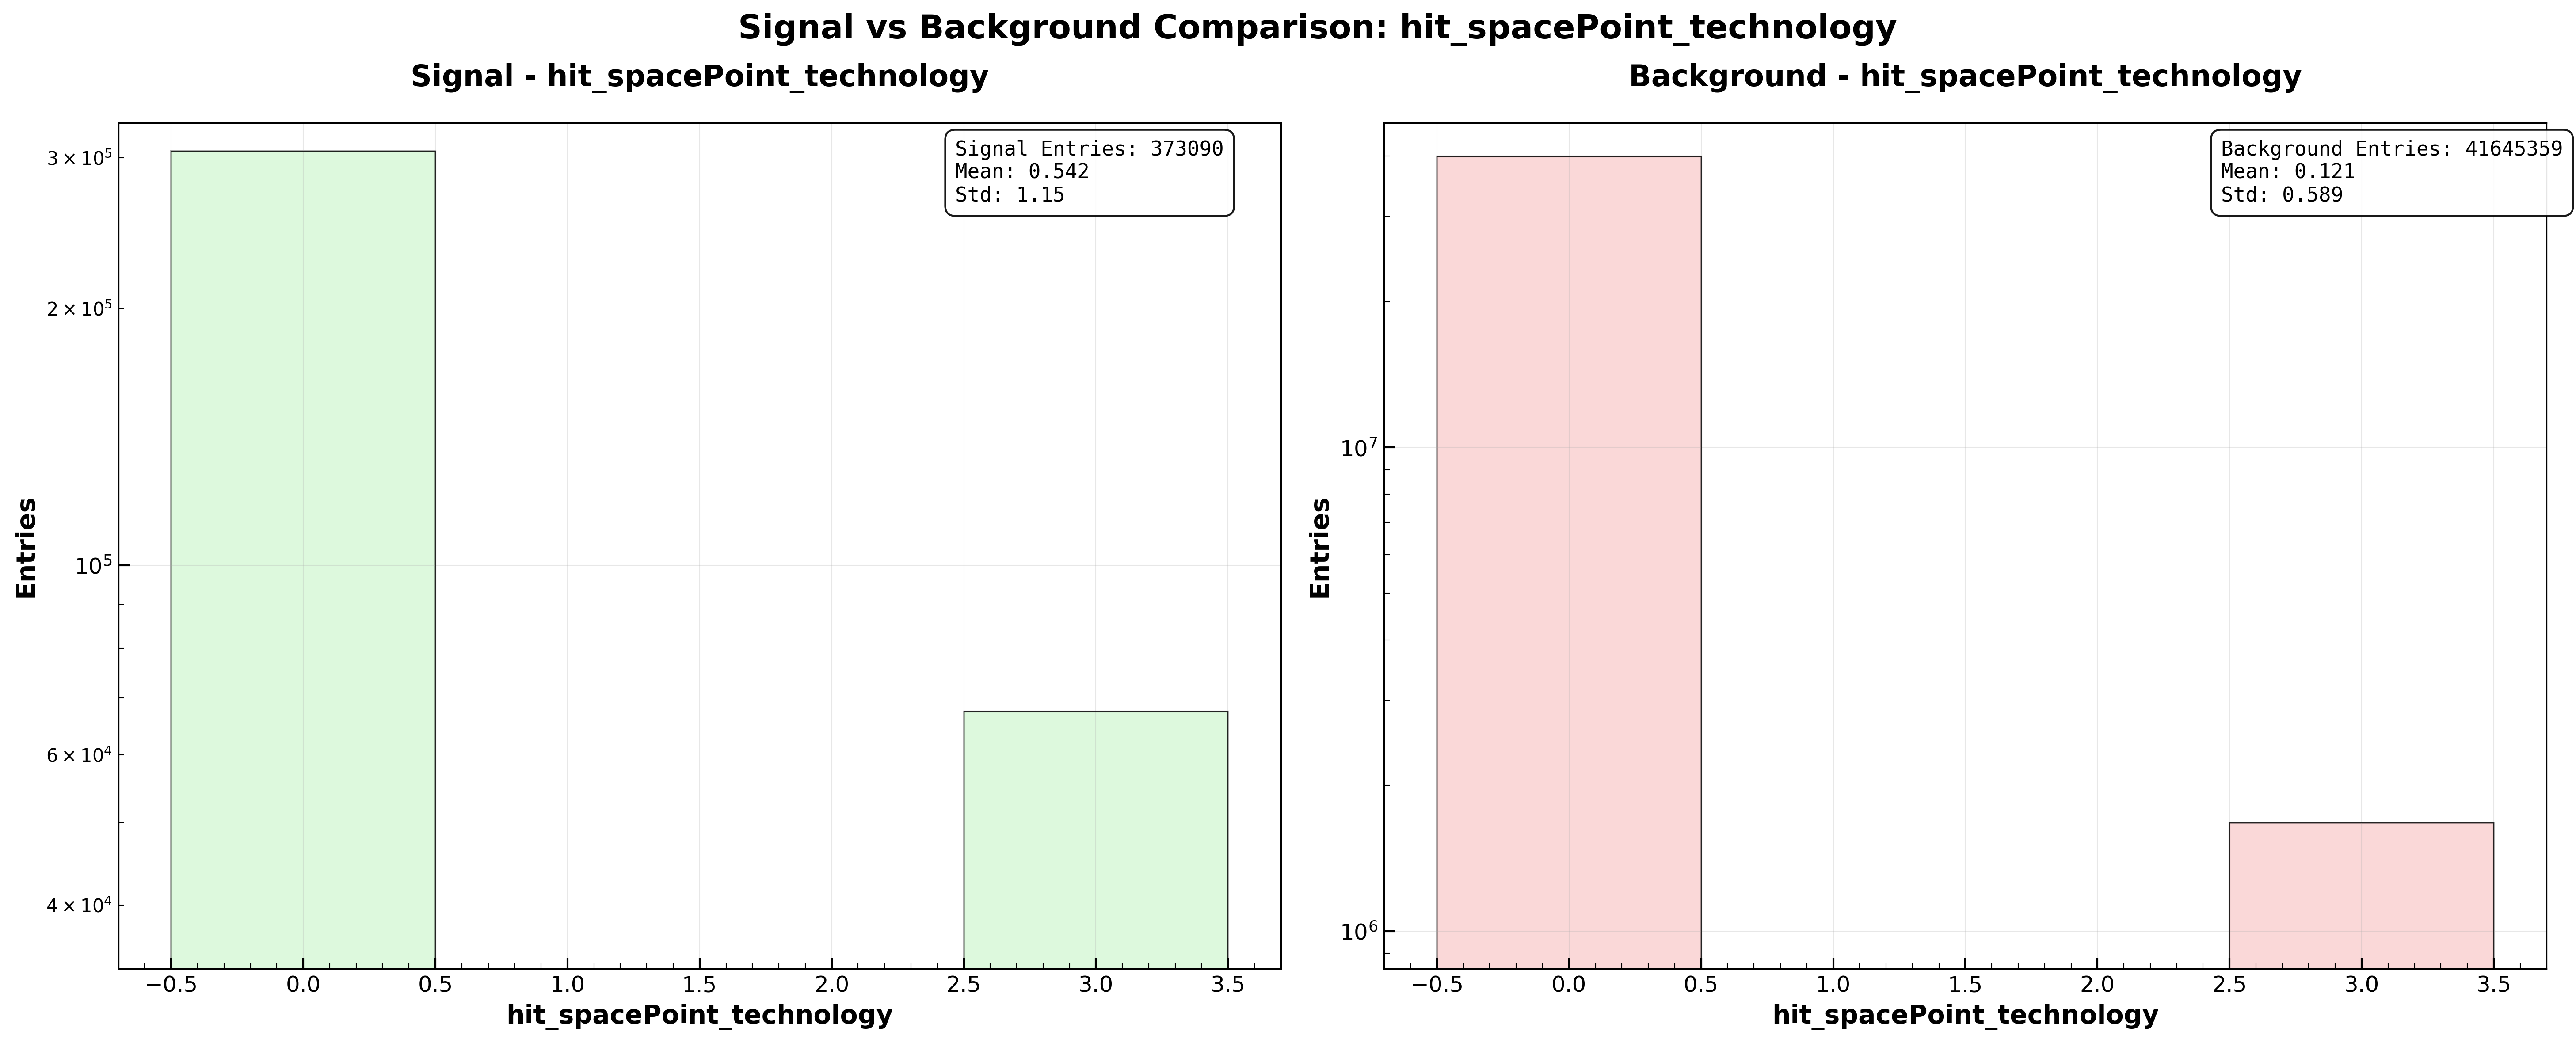 Signal vs Background Comparison: hit_spacePoint_technology
Signal - hit_spacePoint_technology
Signal Entries: 373090
Mean: 0.542
Std: 1.15
3 × 10⁵
2 × 10⁵
10⁵
6 × 10⁴
4 × 10⁴
Entries
−0.5 0.0 0.5 1.0 1.5 2.0 2.5 3.0 3.5
hit_spacePoint_technology
Background - hit_spacePoint_technology
Background Entries: 41645359
Mean: 0.121
Std: 0.589
10⁷
10⁶
Entries
−0.5 0.0 0.5 1.0 1.5 2.0 2.5 3.0 3.5
hit_spacePoint_technology